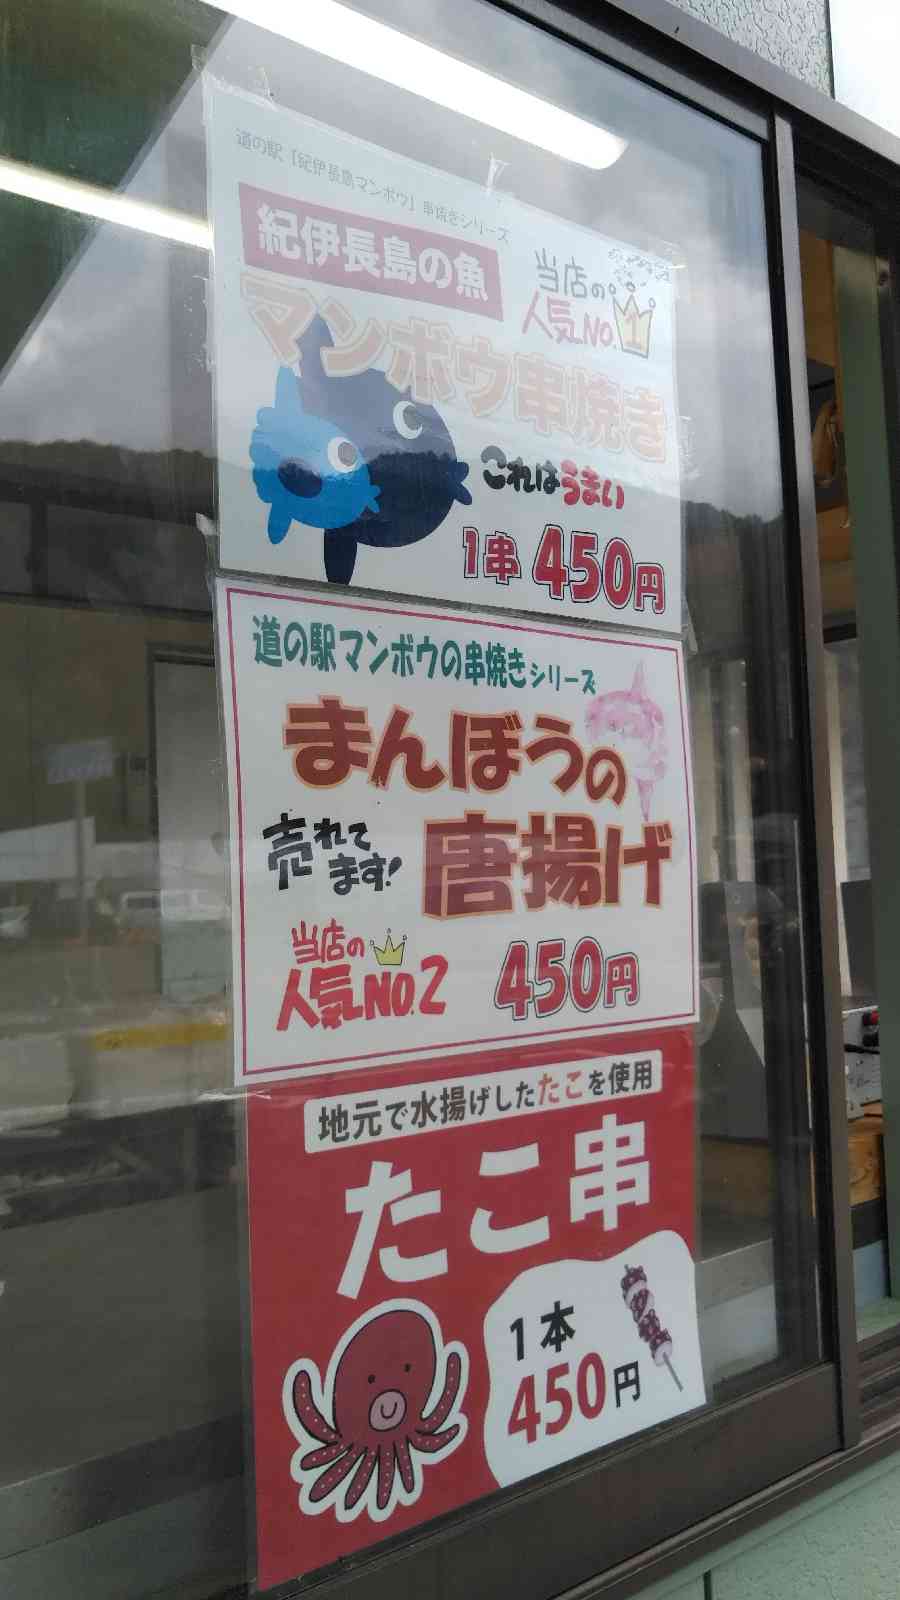 道の駅「紀伊長島マンボウ」串焼きシリーズ
紀伊長島の魚
当店の
人気NO.1
マンボウ串焼き
これはうまい
1串 450円
道の駅マンボウの串焼きシリーズ
まんぼうの
唐揚げ
売れて
ます!
当店の
人気NO.2
450円
地元で水揚げしたたこを使用
たこ串
1本
450円